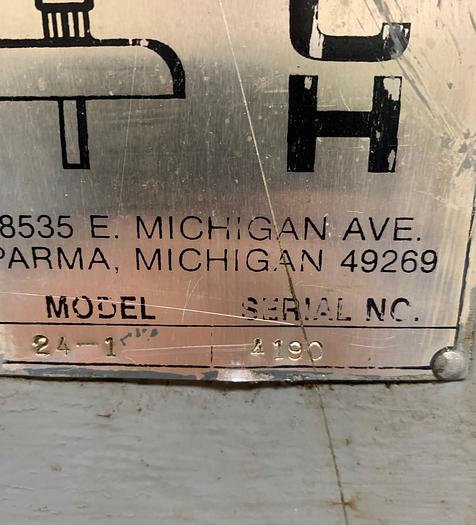 C
H
8535 E. MICHIGAN AVE.
PARMA, MICHIGAN 49269
MODEL SERIAL NO.
24-1 4190